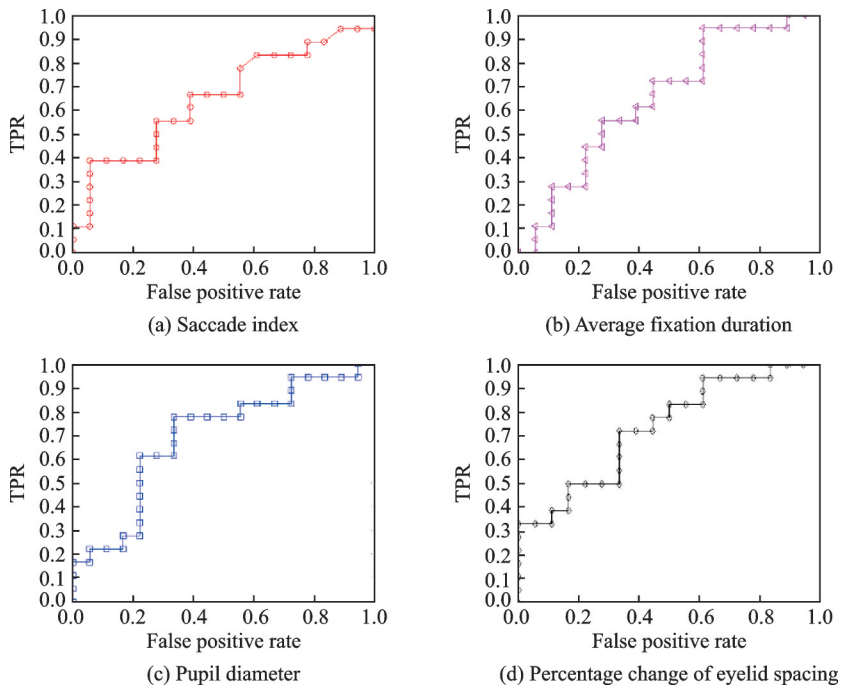 1.0
0.9
0.8
0.7
0.6
0.5
0.4
0.3
0.2
0.1
0.0
TPR
0.0 0.2 0.4 0.6 0.8 1.0
False positive rate
(a) Saccade index
1.0
0.9
0.8
0.7
0.6
0.5
0.4
0.3
0.2
0.1
0.0
TPR
0.0 0.2 0.4 0.6 0.8 1.0
False positive rate
(b) Average fixation duration
1.0
0.9
0.8
0.7
0.6
0.5
0.4
0.3
0.2
0.1
0.0
TPR
0.0 0.2 0.4 0.6 0.8 1.0
False positive rate
(c) Pupil diameter
1.0
0.9
0.8
0.7
0.6
0.5
0.4
0.3
0.2
0.1
0.0
TPR
0.0 0.2 0.4 0.6 0.8 1.0
False positive rate
(d) Percentage change of eyelid spacing